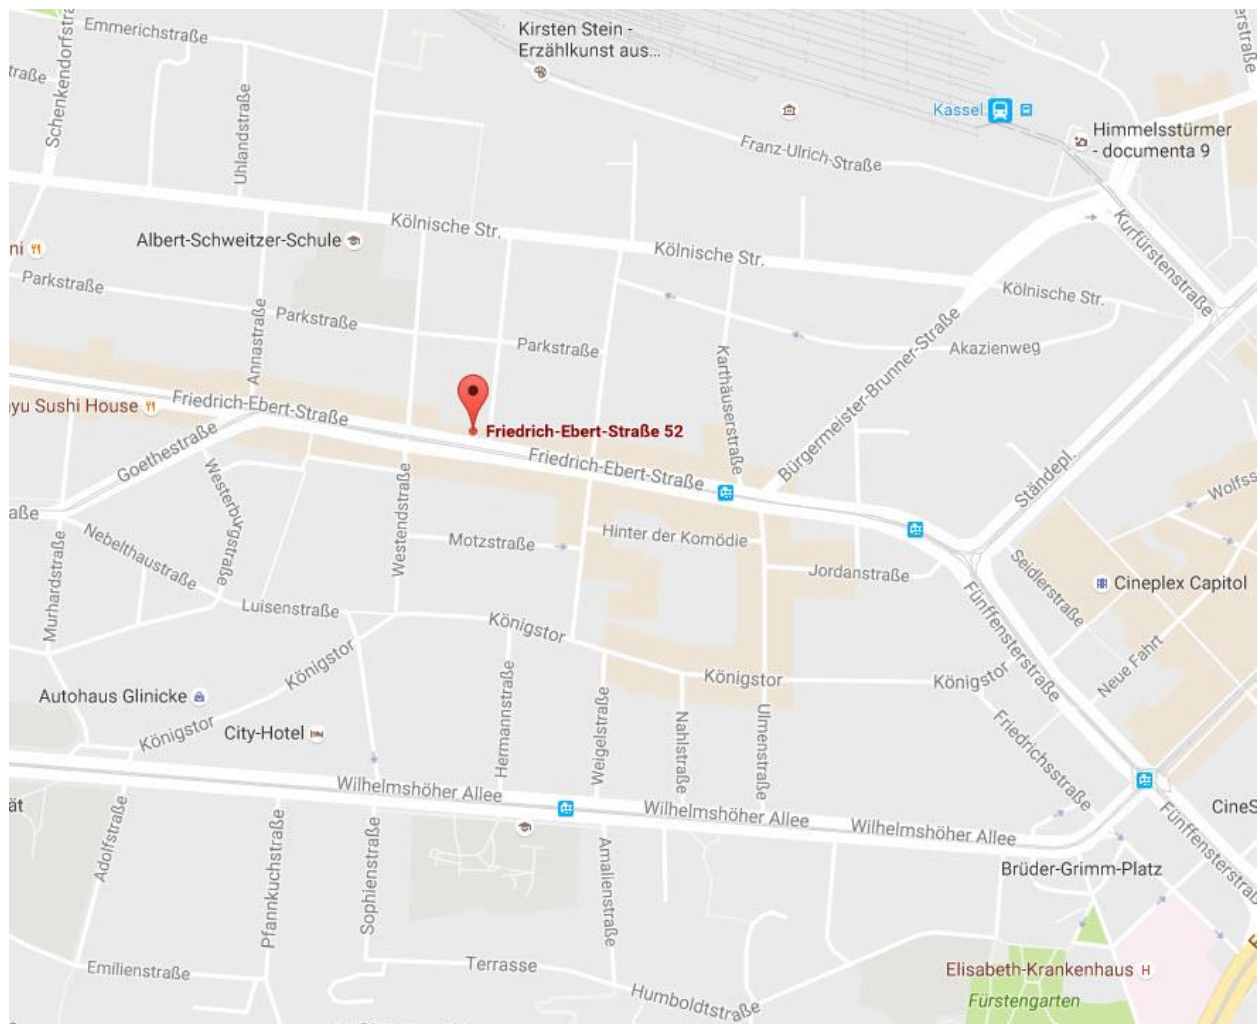 Emmerichstraße
Schenkendorfstra
traße
Uhlandstraße
Kirsten Stein -
Erzählkunst aus...
Kassel
Himmelsstürmer
- documenta 9
erstraße
Franz-Ulrich-Straße
Kölnische Str.
Albert-Schweitzer-Schule
ni
Kölnische Str.
Kurfürstenstraße
Parkstraße
Kölnische Str.
Parkstraße
Annastraße
Parkstraße
Karthäuserstraße
Akazienweg
Bürgermeister-Brunner-Straße
yu Sushi House
Friedrich-Ebert-Straße
Friedrich-Ebert-Straße 52
Goethestraße
Friedrich-Ebert-Straße
Ständepl.
Wolfss
Westerburgstraße
aße
Westendstraße
Nebelthaustraße
Motzstraße
Hinter der Komödie
Jordanstraße
Seidlerstraße
Cineplex Capitol
Murhardstraße
Luisenstraße
Königstor
Fünffensterstraße
Königstor
Königstor
Königstor
Neue Fahrt
Autohaus Glinicke
Hermannstraße
Weigelstraße
Nahlstraße
Ulmenstraße
Friedrichsstraße
Königstor
City-Hotel
Wilhelmshöher Allee
Wilhelmshöher Allee
Wilhelmshöher Allee
ät
CineS
Fünffensterstraß
Adolfstraße
Pfannkuchstraße
Sophienstraße
Amalienstraße
Brüder-Grimm-Platz
Emilienstraße
Terrasse
Humboldtstraße
Elisabeth-Krankenhaus
H
Fürstengarten